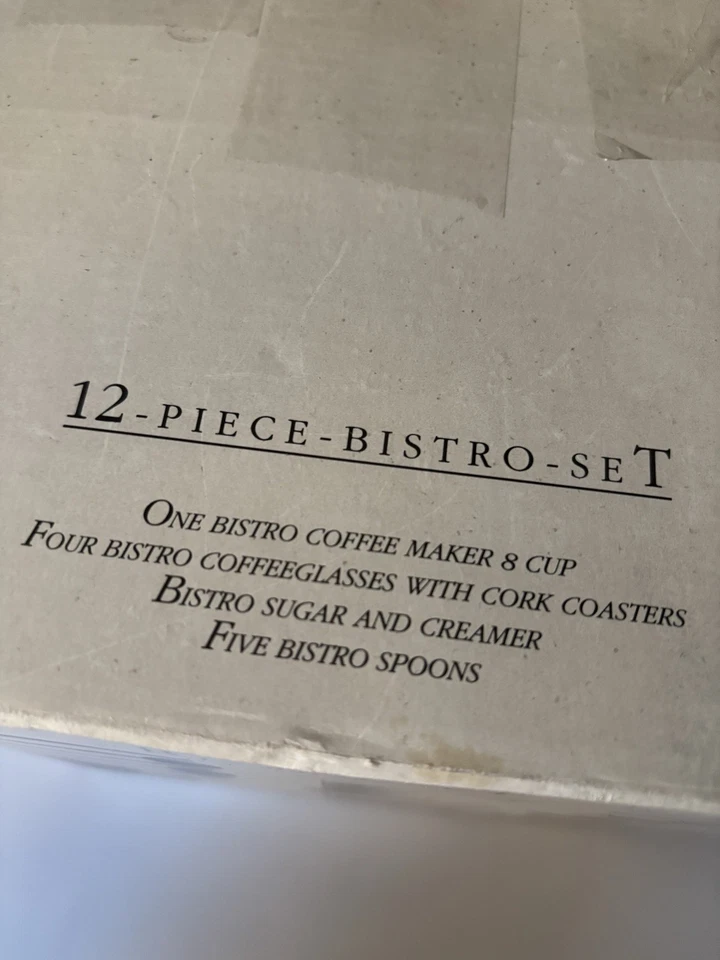 12-PIECE-BISTRO-SET
ONE BISTRO COFFEE MAKER 8 CUP
FOUR BISTRO COFFEEGLASSES WITH CORK COASTERS
BISTRO SUGAR AND CREAMER
FIVE BISTRO SPOONS